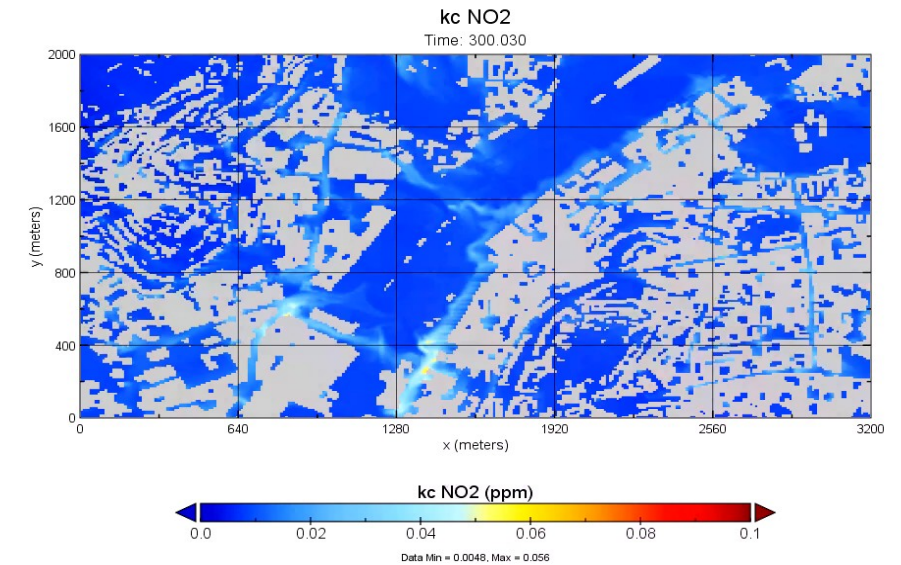 kc NO2
Time: 300.030
2000
1600
1200
800
400
0
y (meters)
0 640 1280 1920 2560 3200
x (meters)
kc NO2 (ppm)
0.0 0.02 0.04 0.06 0.08 0.1
Data Min = 0.0048, Max = 0.056